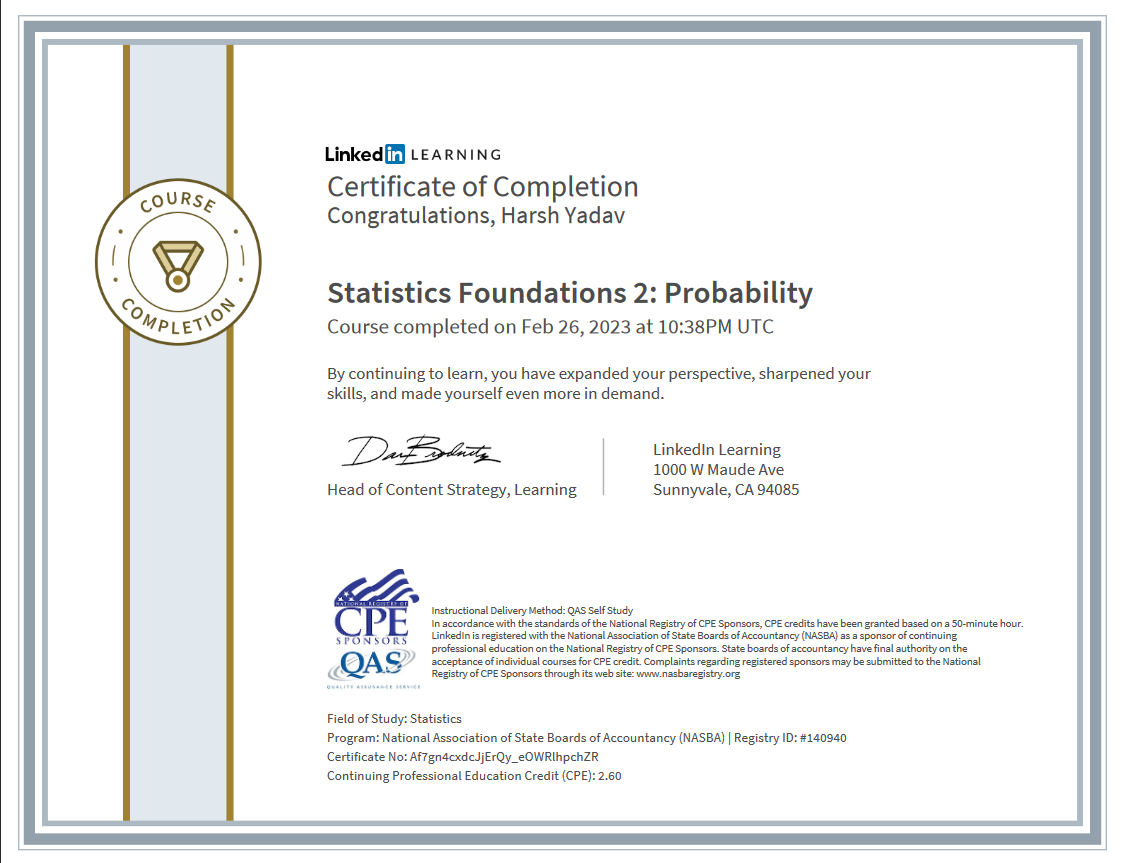 COURSE
COMPLETION
Linkedin LEARNING
Certificate of Completion
Congratulations, Harsh Yadav
Statistics Foundations 2: Probability
Course completed on Feb 26, 2023 at 10:38PM UTC
By continuing to learn, you have expanded your perspective, sharpened your
skills, and made yourself even more in demand.
Head of Content Strategy, Learning
LinkedIn Learning
1000 W Maude Ave
Sunnyvale, CA 94085
NATIONAL REGISTRY OF
CPE
SPONSORS
QAS
QUALITY ASSURANCE SERVICE
Instructional Delivery Method: QAS Self Study
In accordance with the standards of the National Registry of CPE Sponsors, CPE credits have been granted based on a 50-minute hour.
LinkedIn is registered with the National Association of State Boards of Accountancy (NASBA) as a sponsor of continuing
professional education on the National Registry of CPE Sponsors. State boards of accountancy have final authority on the
acceptance of individual courses for CPE credit. Complaints regarding registered sponsors may be submitted to the National
Registry of CPE Sponsors through its web site: www.nasbaregistry.org
Field of Study: Statistics
Program: National Association of State Boards of Accountancy (NASBA) | Registry ID: #140940
Certificate No: Af7gn4cxdcJjErQy_eOWRlhpchZR
Continuing Professional Education Credit (CPE): 2.60